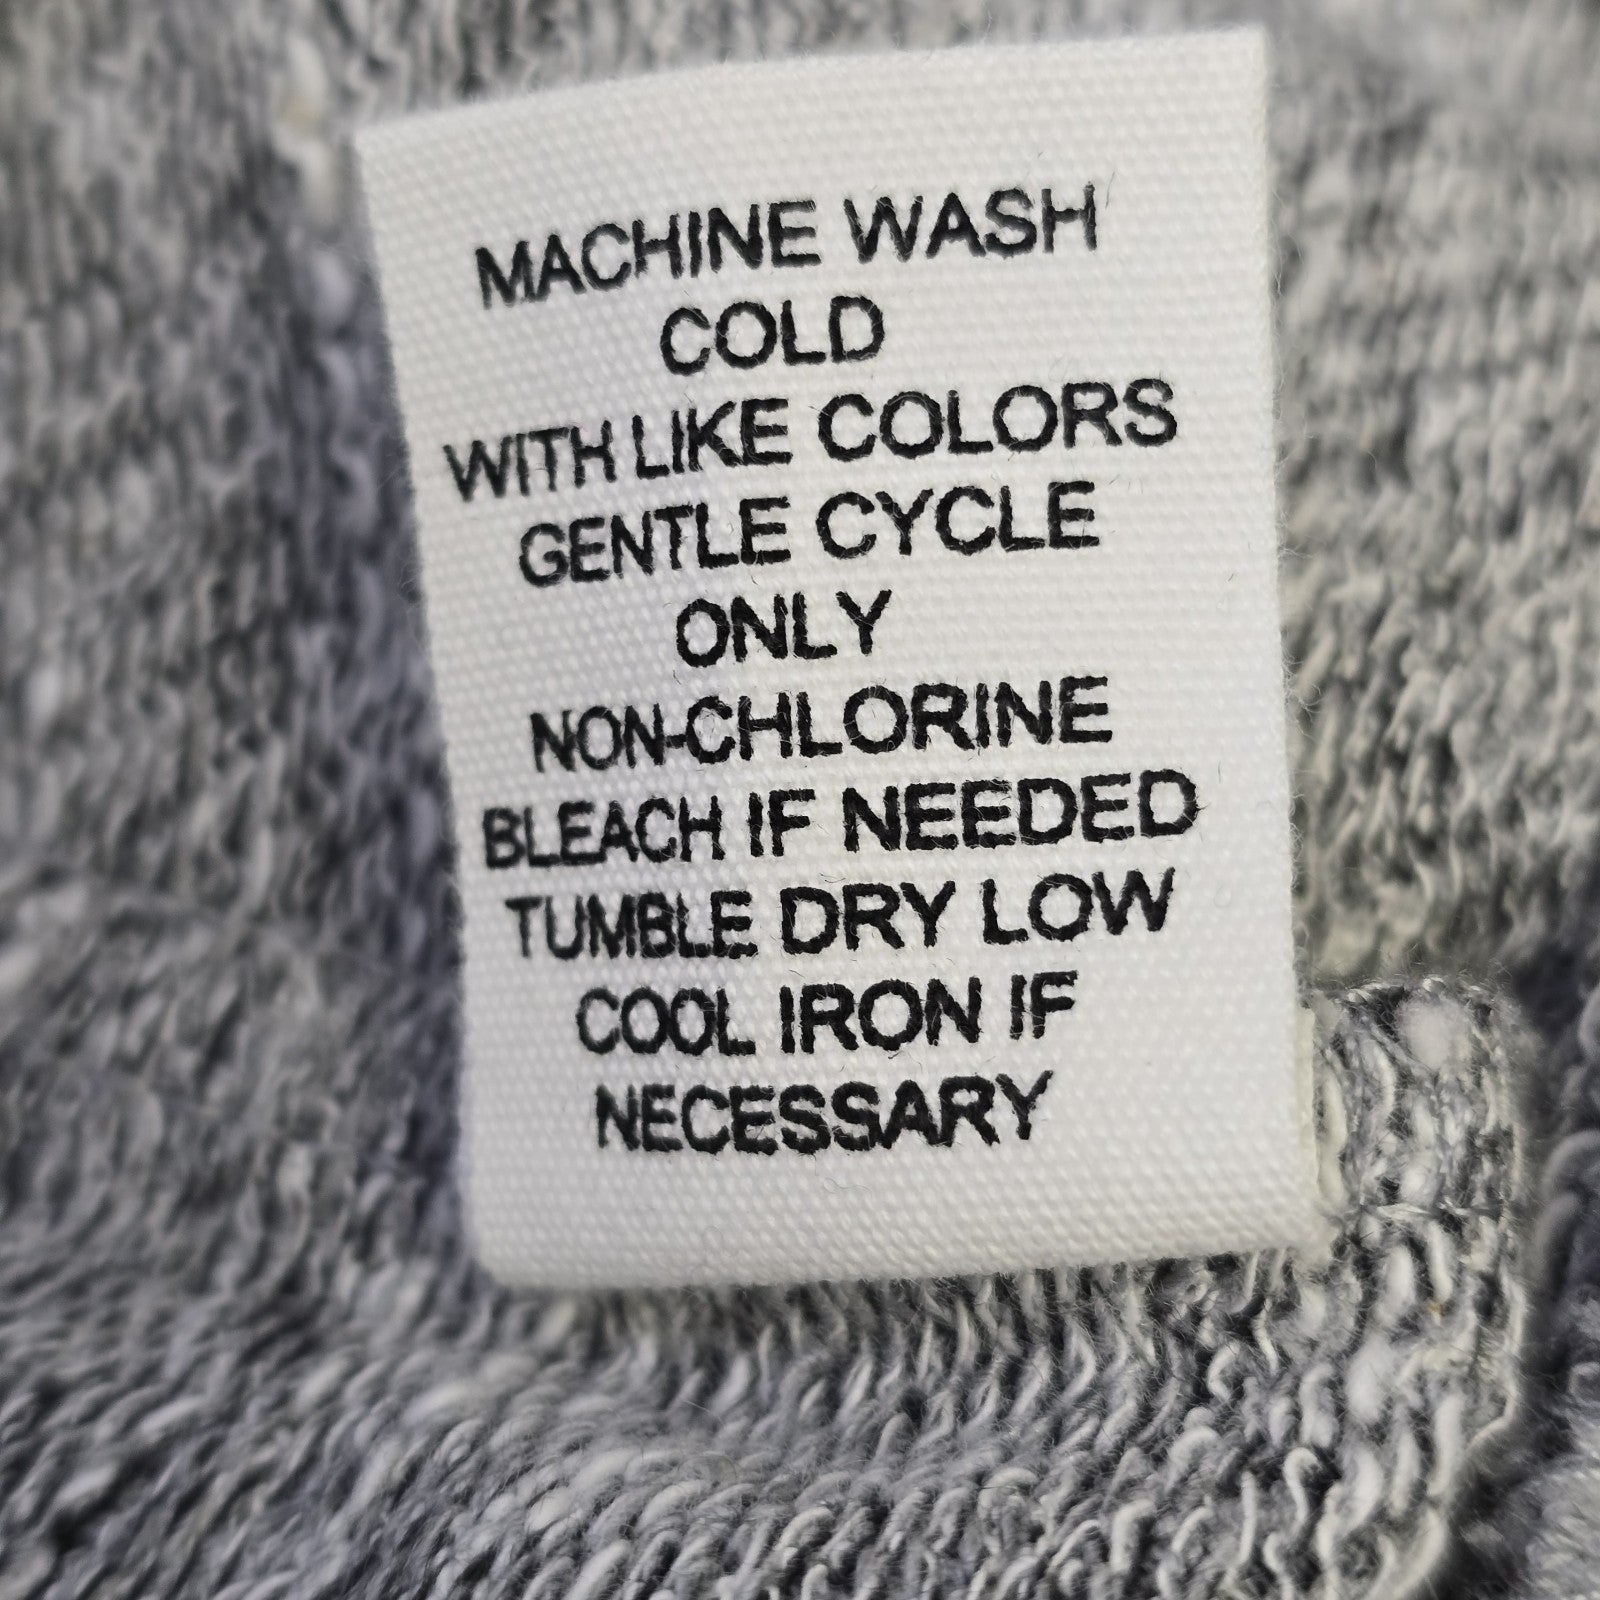 MACHINE WASH
COLD
WITH LIKE COLORS
GENTLE CYCLE
ONLY
NON-CHLORINE
BLEACH IF NEEDED
TUMBLE DRY LOW
COOL IRON IF
NECESSARY